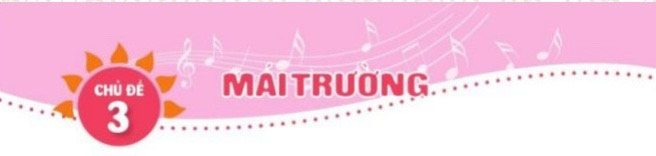 CHỦ ĐỀ
3
MÁI TRƯỜNG